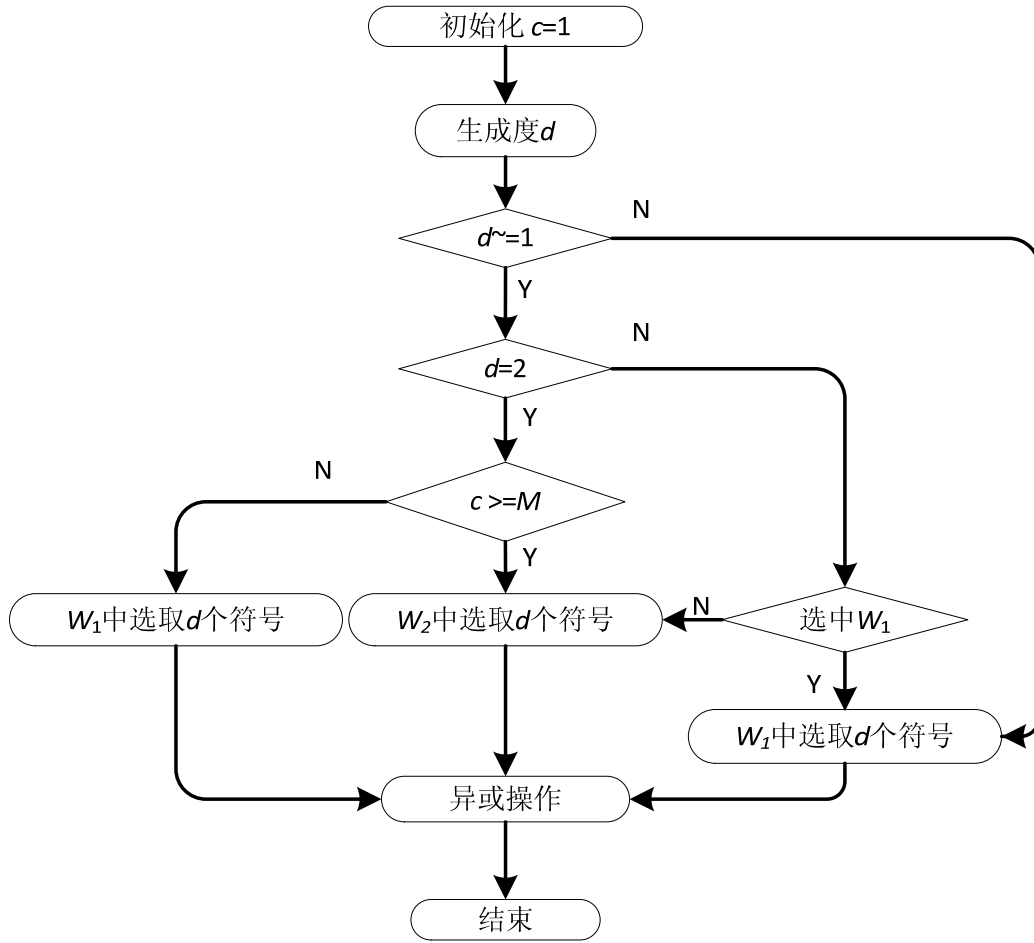 初始化 c=1
生成度d
N
d~=1
Y
N
d=2
Y
N
c >=M
Y
W₁中选取d个符号
W₂中选取d个符号
N
选中W₁
Y
W₁中选取d个符号
异或操作
结束